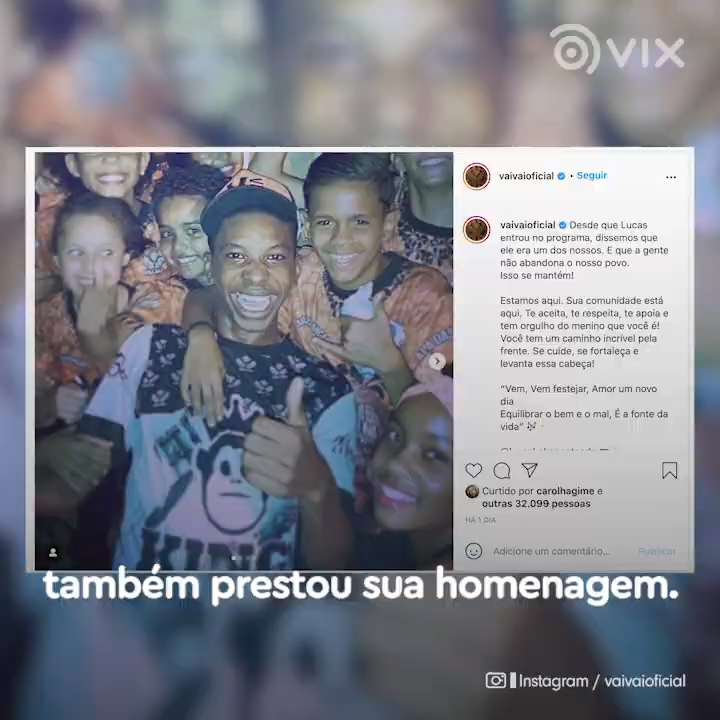 VIX
vaivaioficial • Seguir
vaivaioficial Desde que Lucas
entrou no programa, dissemos que
ele era um dos nossos. E que a gente
não abandona o nosso povo.
Isso se mantém!
Estamos aqui. Sua comunidade está
aqui. Te aceita, te respeita, te apoia e
tem orgulho do menino que você é!
Você tem um caminho incrível pela
frente. Se cuide, se fortaleça e
levanta essa cabeça!
“Vem, Vem festejar, Amor um novo
dia
Equilibrar o bem e o mal, É a fonte da
vida”
Curtido por carolhagime e
outras 32.099 pessoas
HÁ 1 DIA
Adicione um comentário... Publicar
KING
também prestou sua homenagem.
Instagram / vaivaioficial